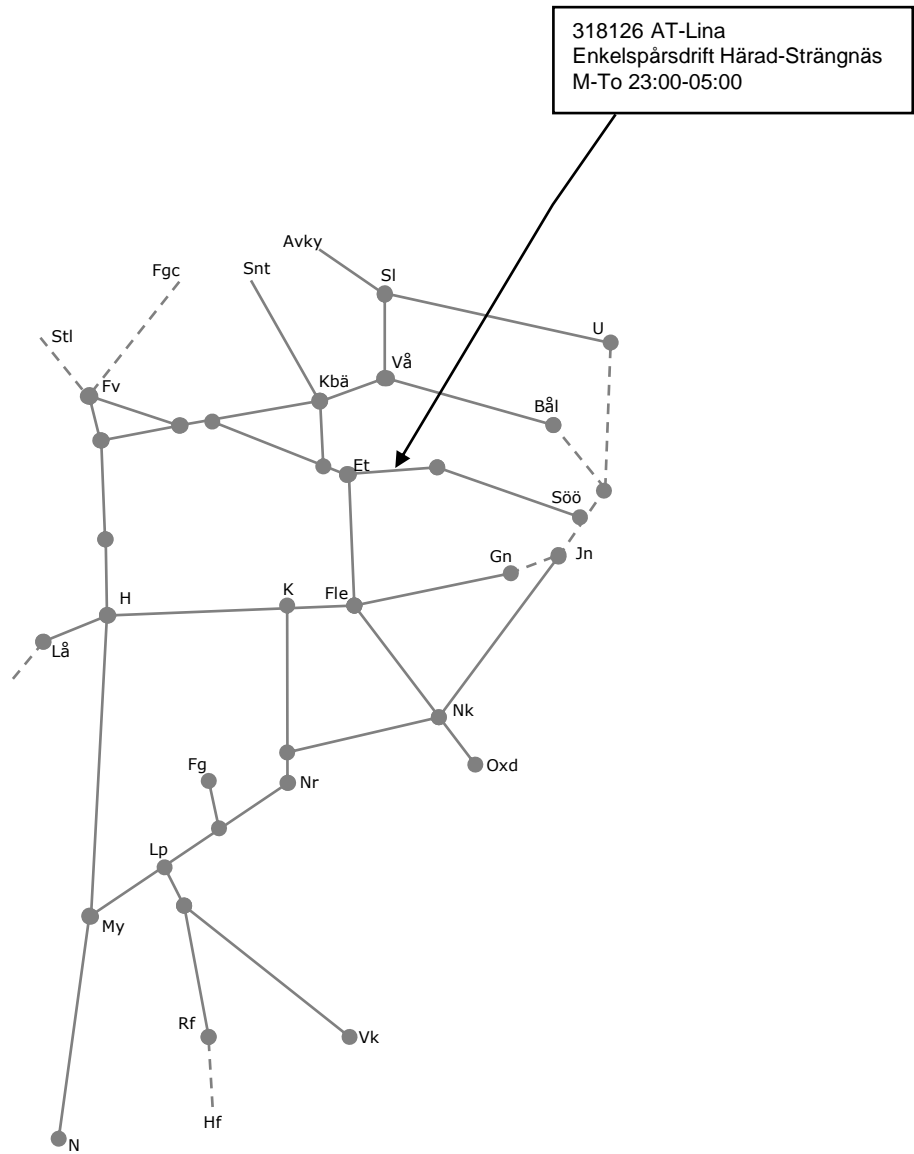 318126 AT-Lina
Enkelspårsdrift Härad-Strängnäs
M-To 23:00-05:00
Avky
Fgc
Snt
Sl
Stl
U
Vå
Fv
Kbä
Bål
Et
Söö
Gn
Jn
K
Fle
H
Lå
Nk
Fg
Oxd
Nr
Lp
My
Rf
Vk
Hf
N